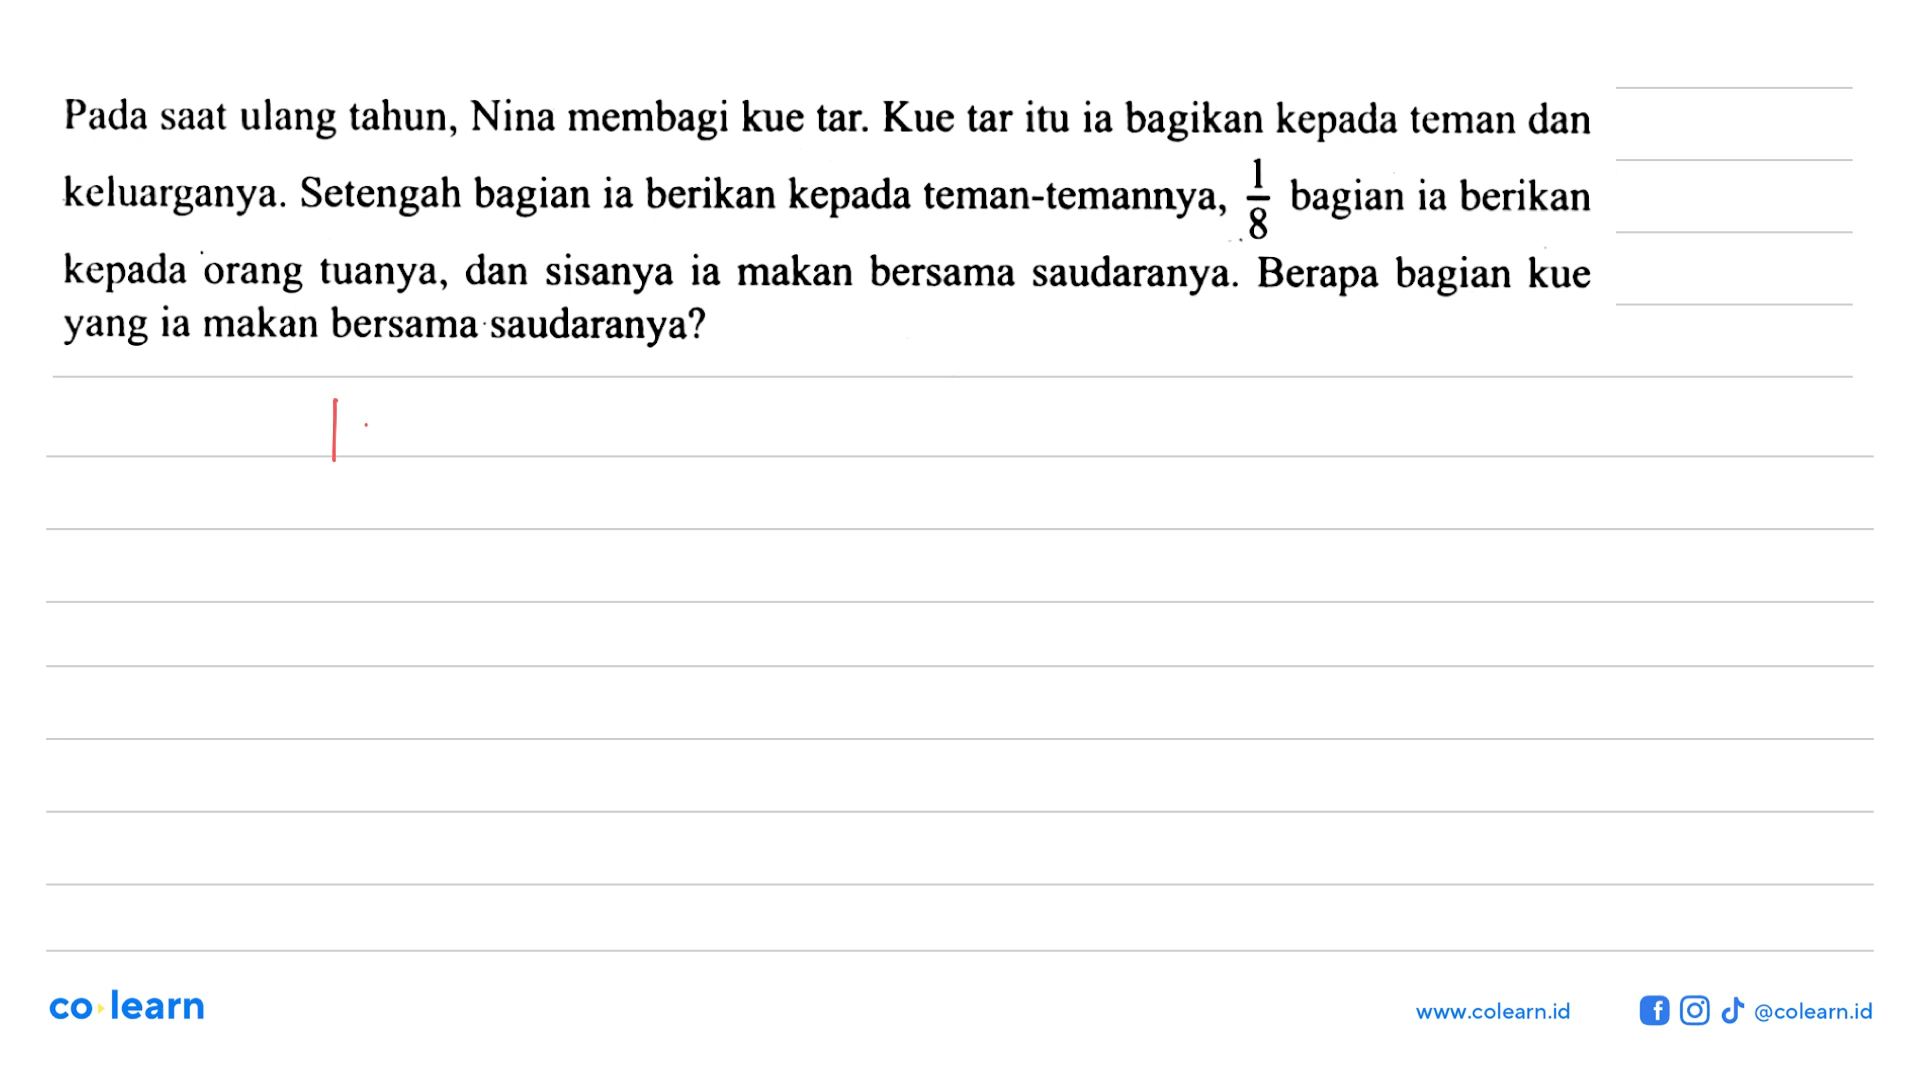 Pada saat ulang tahun, Nina membagi kue tar. Kue tar itu ia bagikan kepada teman dan
keluarganya. Setengah bagian ia berikan kepada teman-temannya, 1/8 bagian ia berikan
kepada orang tuanya, dan sisanya ia makan bersama saudaranya. Berapa bagian kue
yang ia makan bersama saudaranya?
co learn
www.colearn.id
@colearn.id